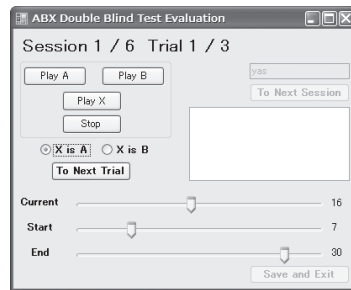 ABX Double Blind Test Evaluation
Session 1 / 6 Trial 1 / 3
Play A
Play B
Play X
Stop
X is A
X is B
To Next Trial
yas
To Next Session
Current
16
Start
7
End
30
Save and Exit